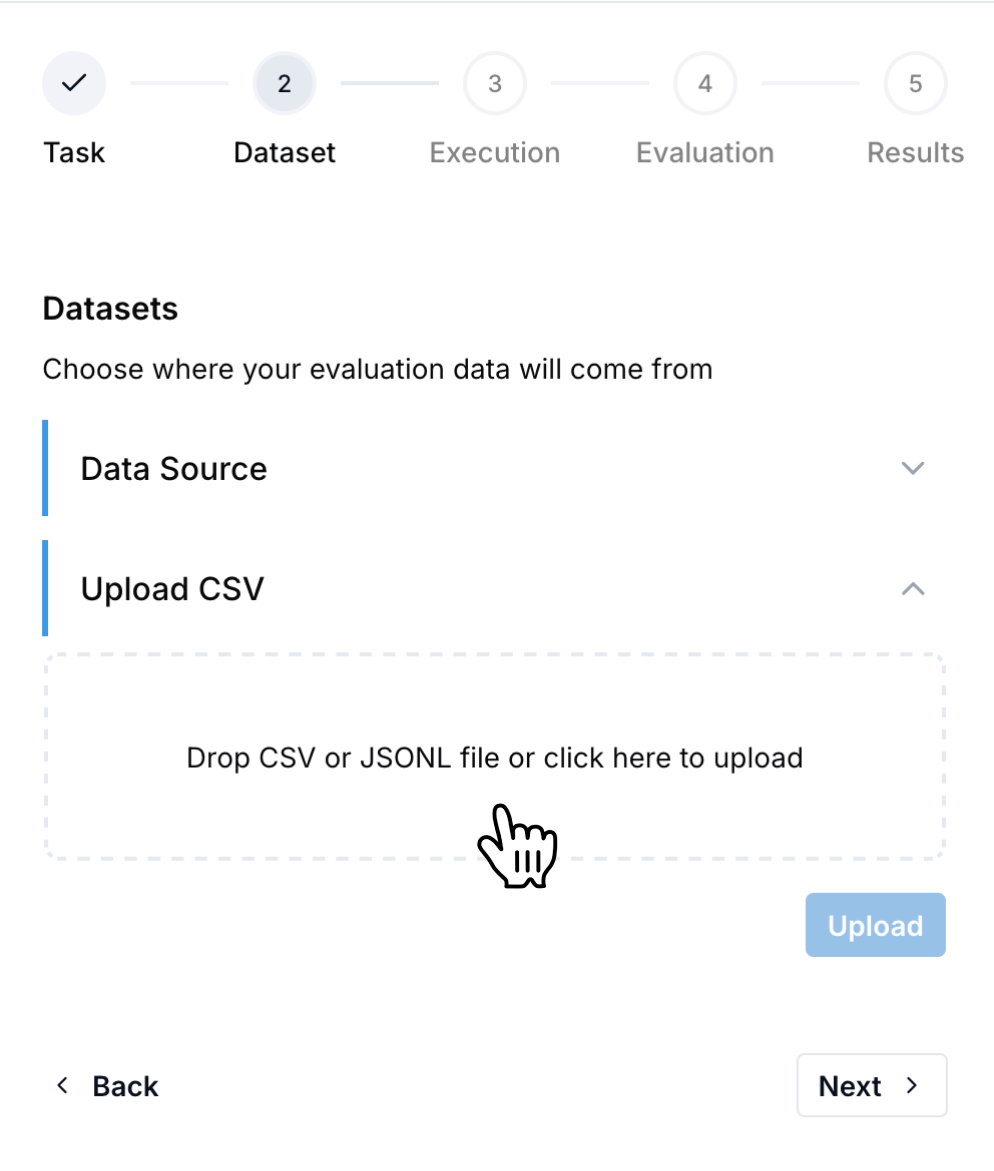 2
3
4
5
Task
Dataset
Execution
Evaluation
Results
Datasets
Choose where your evaluation data will come from
Data Source
Upload CSV
Drop CSV or JSONL file or click here to upload
Upload
Back
Next